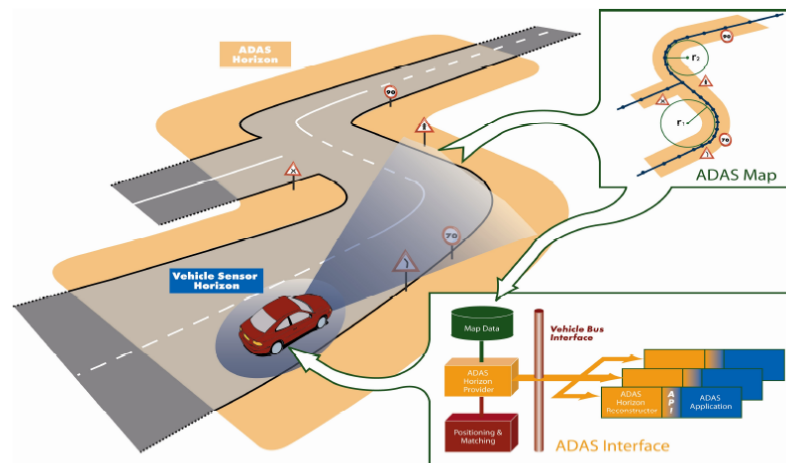 ADAS
Horizon
90
70
Vehicle Sensor
Horizon
90
r₂
r₁
70
ADAS Map
Map Data
Vehicle Bus
Interface
ADAS
Horizon
Provider
Positioning &
Matching
ADAS
Horizon
Reconstructor
API
ADAS
Application
ADAS Interface